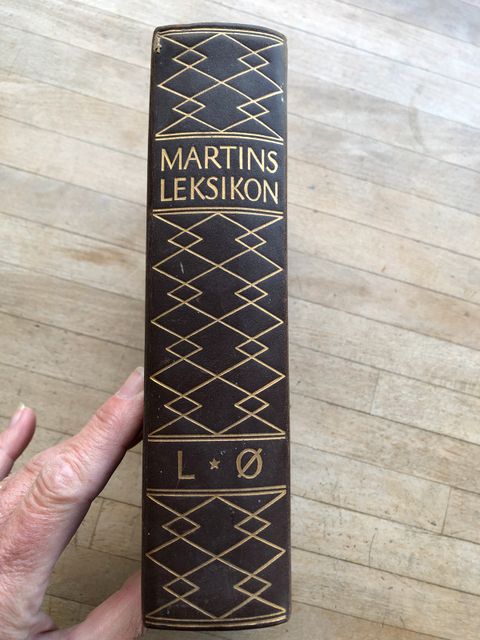 MARTINS
LEKSIKON
L ★ Ø